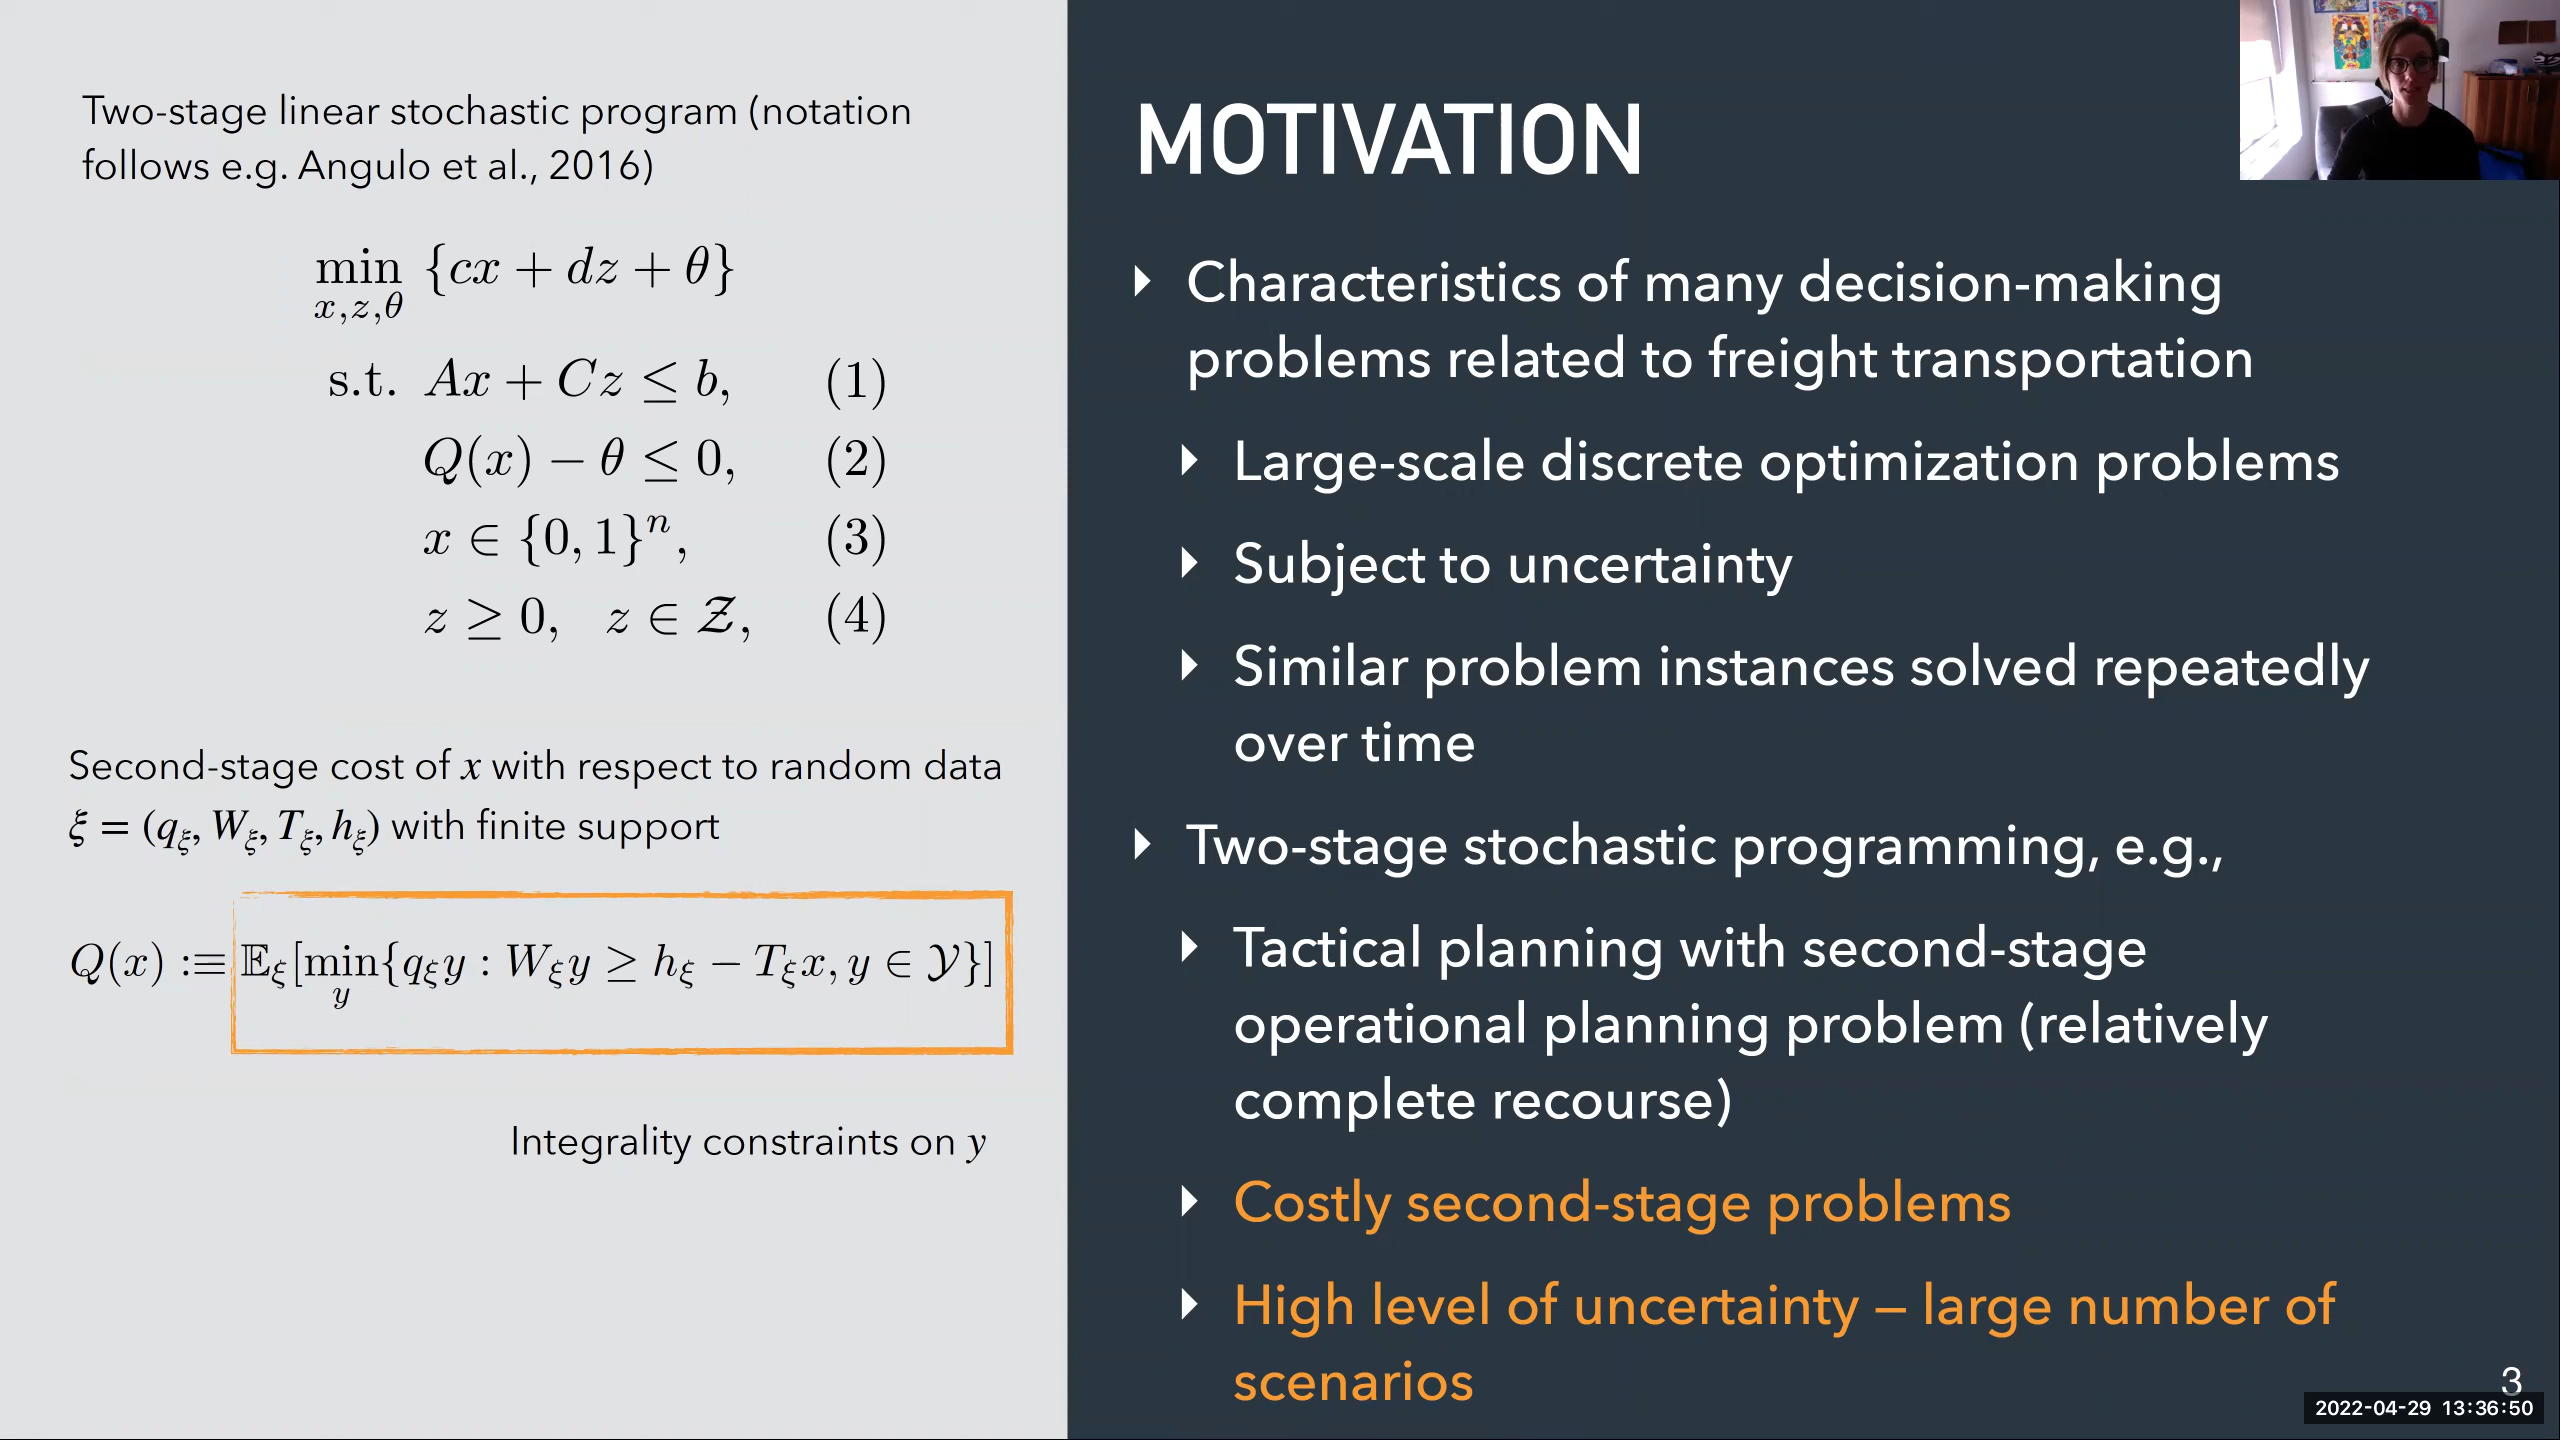 Two-stage linear stochastic program (notation
follows e.g. Angulo et al., 2016)
min {cx + dz + θ}
x,z,θ
s.t. Ax + Cz ≤ b, (1)
Q(x) − θ ≤ 0, (2)
x ∈ {0, 1}ⁿ, (3)
z ≥ 0, z ∈ 𝒵, (4)
Second-stage cost of x with respect to random data
ξ = (q_ξ, W_ξ, T_ξ, h_ξ) with finite support
Q(x) :≡ 𝔼_ξ[min{q_ξ y : W_ξ y ≥ h_ξ − T_ξ x, y ∈ 𝒴}]
y
Integrality constraints on y
MOTIVATION
Characteristics of many decision-making
problems related to freight transportation
Large-scale discrete optimization problems
Subject to uncertainty
Similar problem instances solved repeatedly
over time
Two-stage stochastic programming, e.g.,
Tactical planning with second-stage
operational planning problem (relatively
complete recourse)
Costly second-stage problems
High level of uncertainty – large number of
scenarios
3
2022-04-29 13:36:50